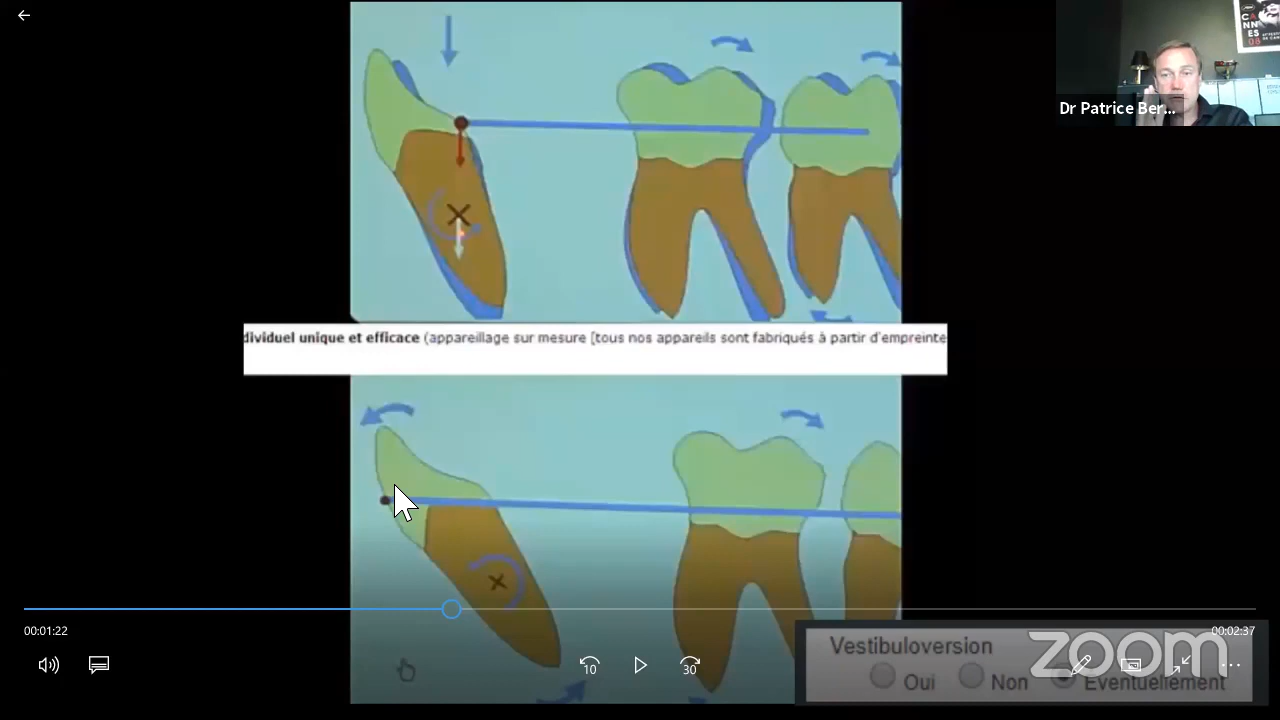 CANNES
Dr Patrice Ber...
dividuel unique et efficace (appareillage sur mesure [tous nos appareils sont fabriqués à partir d'empreinte
00:01:22
00:02:37
10
30
Vestibuloversion
Oui Non Eventuellement
zoom